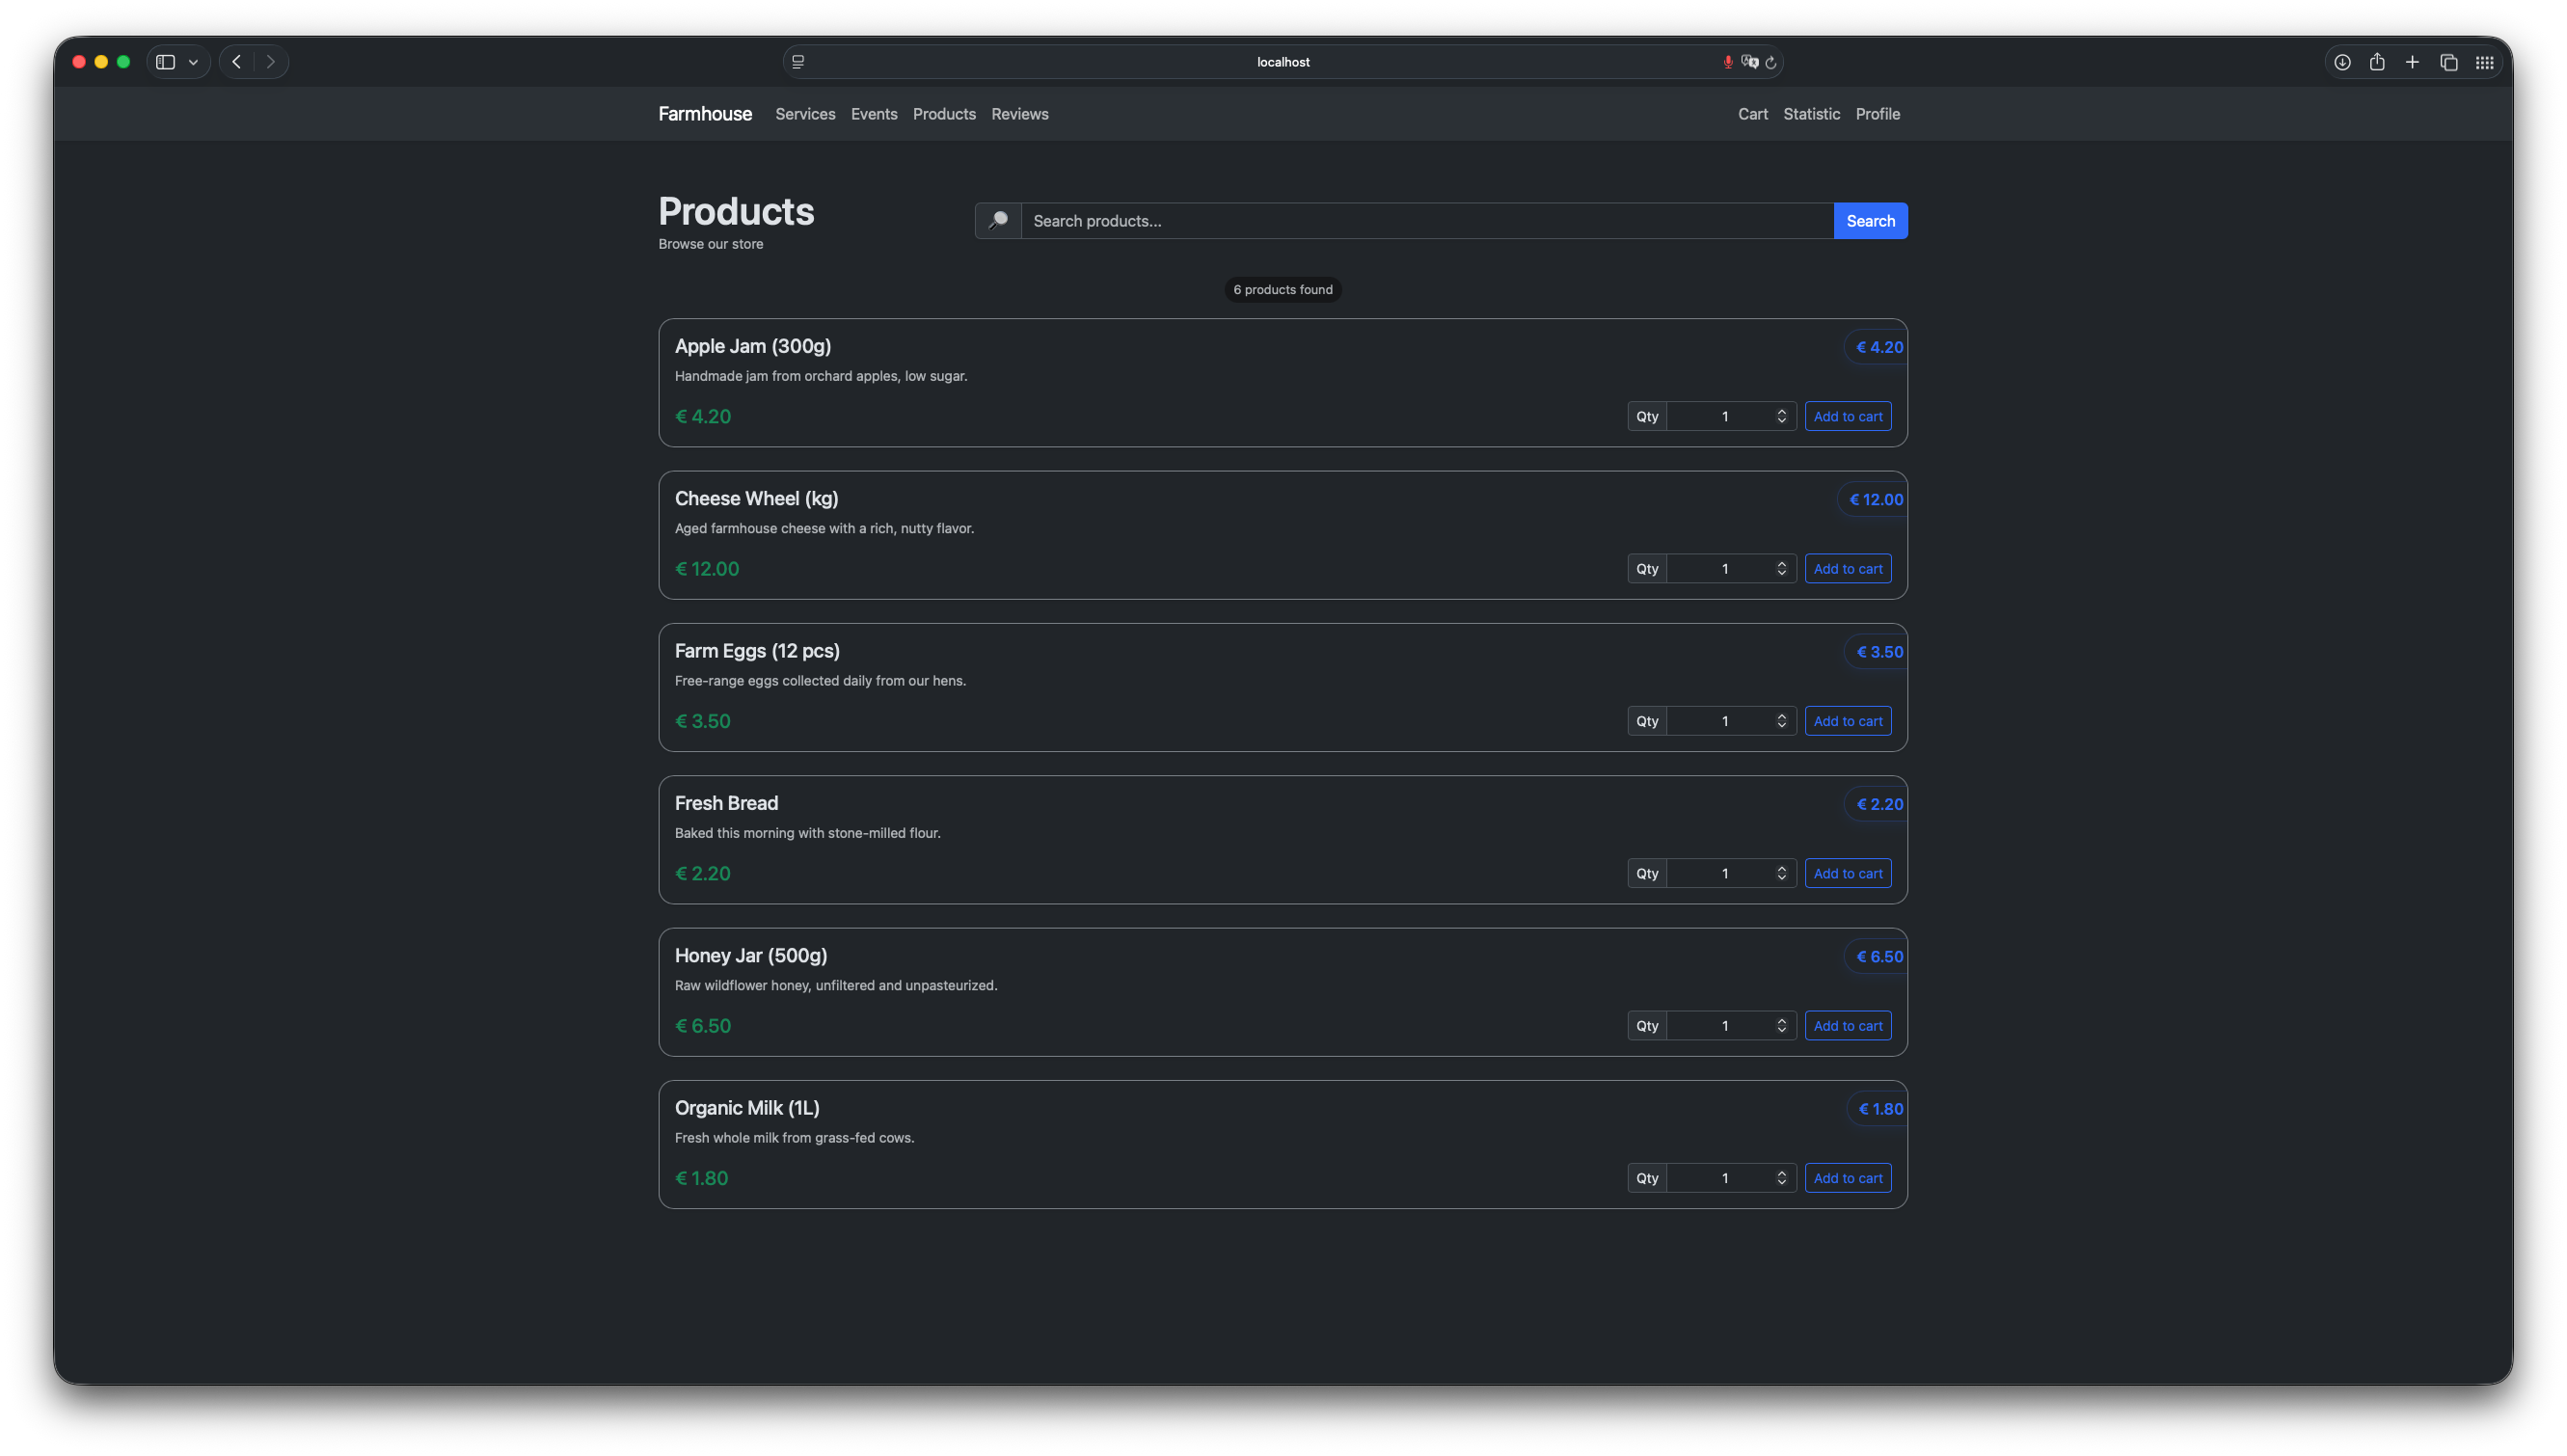 localhost
Farmhouse Services Events Products Reviews Cart Statistic Profile
Products
Search products... Search
Browse our store
6 products found
Apple Jam (300g) € 4.20
Handmade jam from orchard apples, low sugar.
€ 4.20 Qty 1 Add to cart
Cheese Wheel (kg) € 12.00
Aged farmhouse cheese with a rich, nutty flavor.
€ 12.00 Qty 1 Add to cart
Farm Eggs (12 pcs) € 3.50
Free-range eggs collected daily from our hens.
€ 3.50 Qty 1 Add to cart
Fresh Bread € 2.20
Baked this morning with stone-milled flour.
€ 2.20 Qty 1 Add to cart
Honey Jar (500g) € 6.50
Raw wildflower honey, unfiltered and unpasteurized.
€ 6.50 Qty 1 Add to cart
Organic Milk (1L) € 1.80
Fresh whole milk from grass-fed cows.
€ 1.80 Qty 1 Add to cart